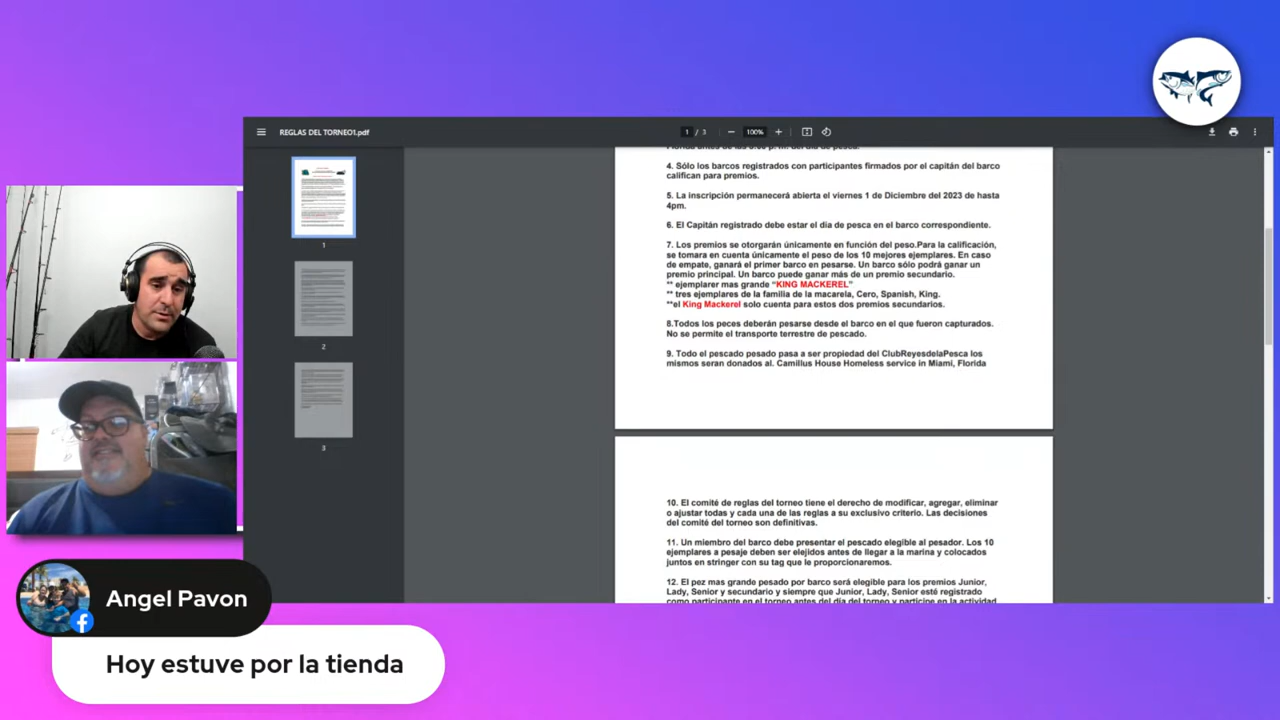 REGLAS DEL TORNEO1.pdf
1 / 3
100%
4. Sólo los barcos registrados con participantes firmados por el capitán del barco
califican para premios.
5. La inscripción permanecerá abierta el viernes 1 de Diciembre del 2023 de hasta
4pm.
6. El Capitán registrado debe estar el día de pesca en el barco correspondiente.
7. Los premios se otorgarán únicamente en función del peso.Para la calificación,
se tomara en cuenta únicamente el peso de los 10 mejores ejemplares. En caso
de empate, ganará el primer barco en pesarse. Un barco sólo podrá ganar un
premio principal. Un barco puede ganar más de un premio secundario.
** ejemplarer mas grande “KING MACKEREL”
** tres ejemplares de la familia de la macarela, Cero, Spanish, King.
**el King Mackerel solo cuenta para estos dos premios secundarios.
8.Todos los peces deberán pesarse desde el barco en el que fueron capturados.
No se permite el transporte terrestre de pescado.
9. Todo el pescado pesado pasa a ser propiedad del ClubReyesdelaPesca los
mismos seran donados al. Camillus House Homeless service in Miami, Florida
10. El comité de reglas del torneo tiene el derecho de modificar, agregar, eliminar
o ajustar todas y cada una de las reglas a su exclusivo criterio. Las decisiones
del comité del torneo son definitivas.
11. Un miembro del barco debe presentar el pescado elegible al pesador. Los 10
ejemplares a pesaje deben ser elejidos antes de llegar a la marina y colocados
juntos en stringer con su tag que le proporcionaremos.
12. El pez mas grande pesado por barco será elegible para los premios Junior,
Lady, Senior y secundario y siempre que Junior, Lady, Senior esté registrado
como participante en el torneo antes del día del torneo y participe en la actividad
1
2
3
Angel Pavon
Hoy estuve por la tienda